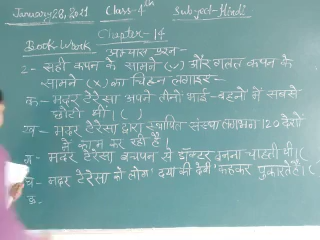 January 28, 2021 Class-4th Subject-Hindi
Chapter-14
Book Work अभ्यास प्रश्न-
2- सही कथन के सामने (✓) और गलत कथन के
सामने (×) का चिह्न लगाइए-
क- मदर टेरेसा अपने तीनो भाई-बहनों में सबसे
छोटी थीं। ( )
ख- मदर टेरेसा द्वारा स्थापित संस्था लगभग 120 देशों
में काम कर रही है।
ग- मदर टेरेसा बचपन से डॉक्टर बनना चाहती थी। (
घ- मदर टेरेसा को लोग 'दया की देवी' कहकर पुकारते हैं। (
ङ-